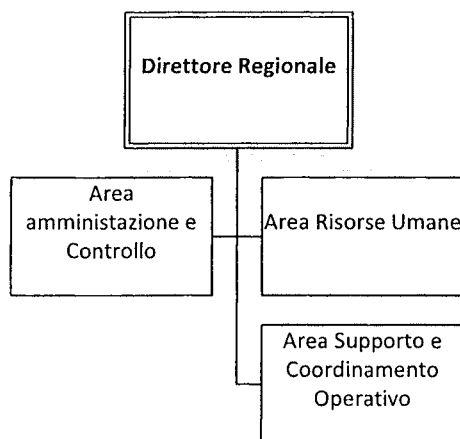 Direttore Regionale
Area
amministazione e
Controllo
Area Risorse Umane
Area Supporto e
Coordinamento
Operativo